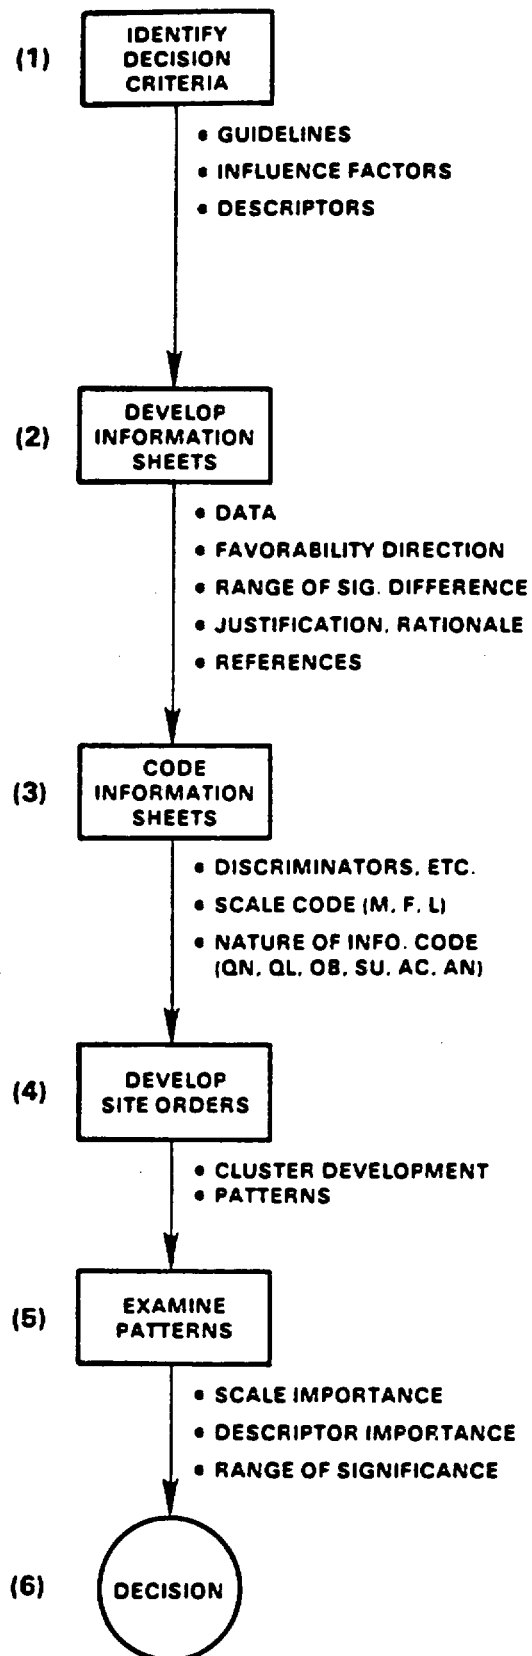 (1)
IDENTIFY
DECISION
CRITERIA
• GUIDELINES
• INFLUENCE FACTORS
• DESCRIPTORS
(2)
DEVELOP
INFORMATION
SHEETS
• DATA
• FAVORABILITY DIRECTION
• RANGE OF SIG. DIFFERENCE
• JUSTIFICATION, RATIONALE
• REFERENCES
(3)
CODE
INFORMATION
SHEETS
• DISCRIMINATORS, ETC.
• SCALE CODE (M, F, L)
• NATURE OF INFO. CODE
(QN, QL, OB, SU, AC, AN)
(4)
DEVELOP
SITE ORDERS
• CLUSTER DEVELOPMENT
• PATTERNS
(5)
EXAMINE
PATTERNS
• SCALE IMPORTANCE
• DESCRIPTOR IMPORTANCE
• RANGE OF SIGNIFICANCE
(6)
DECISION